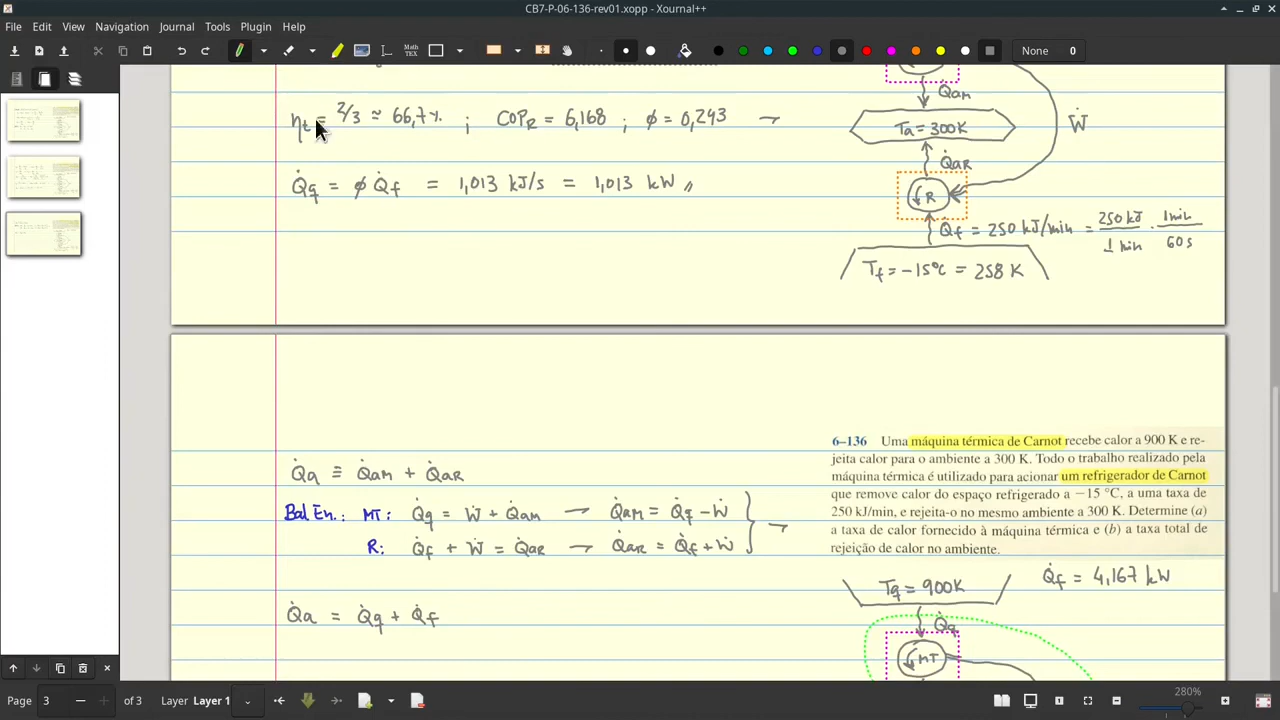 CB7-P-06-136-rev01.xopp - Xournal++
File Edit View Navigation Journal Tools Plugin Help
Math
TEX
None 0
Q̇am
ηt = 2/3 ≈ 66,7% ; COPR = 6,168 ; ϕ = 0,243 →
Ta = 300K
Ẇ
Q̇aR
Q̇q = ϕ Q̇f = 1,013 kJ/s = 1,013 kW //
R
Q̇f = 250 kJ/min = 250 kJ / 1 min · 1 min / 60 s
Tf = -15°C = 258 K
6–136 Uma máquina térmica de Carnot recebe calor a 900 K e re-
jeita calor para o ambiente a 300 K. Todo o trabalho realizado pela
máquina térmica é utilizado para acionar um refrigerador de Carnot
que remove calor do espaço refrigerado a −15 °C, a uma taxa de
250 kJ/min, e rejeita-o no mesmo ambiente a 300 K. Determine (a)
a taxa de calor fornecido à máquina térmica e (b) a taxa total de
rejeição de calor no ambiente.
Q̇a ≡ Q̇am + Q̇aR
Bal En.: MT: Q̇q = Ẇ + Q̇am → Q̇am = Q̇q - Ẇ
R: Q̇f + Ẇ = Q̇aR → Q̇aR = Q̇f + Ẇ } →
Tq = 900K
Q̇f = 4,167 kW
Q̇a = Q̇q + Q̇f
Q̇q
MT
Page 3 of 3 Layer Layer 1
280%